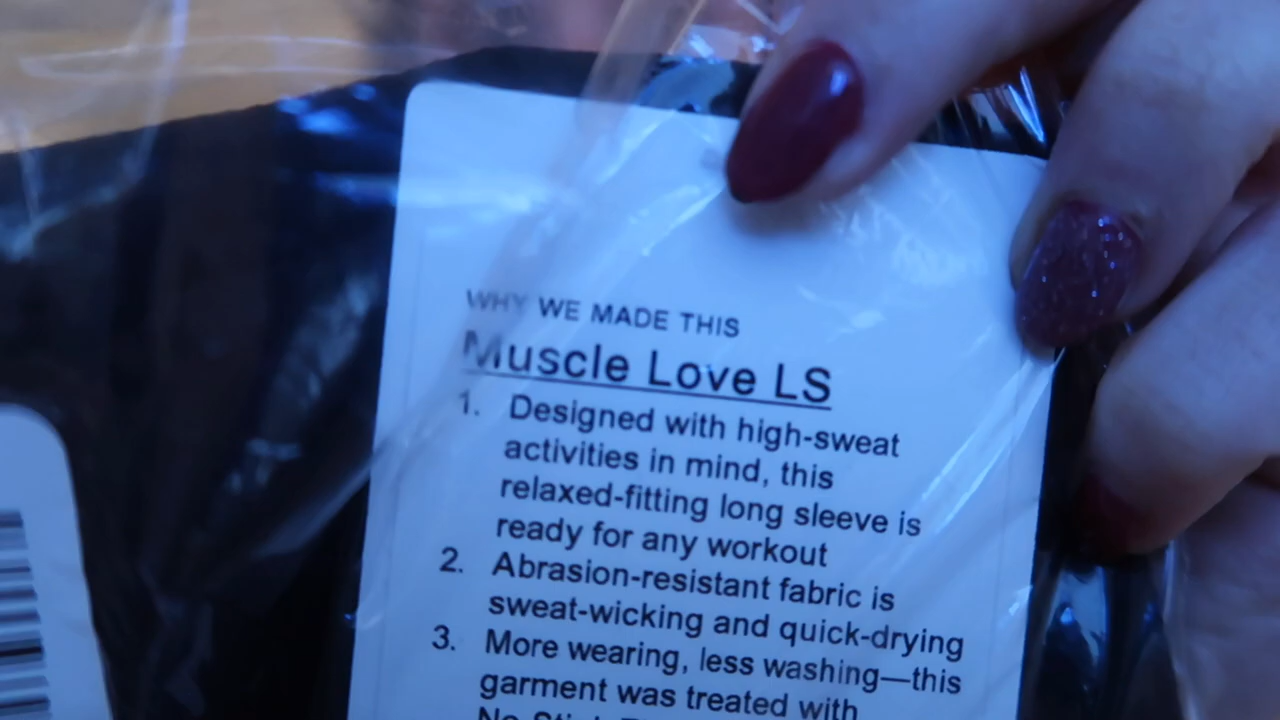 WHY WE MADE THIS
Muscle Love LS
1. Designed with high-sweat
activities in mind, this
relaxed-fitting long sleeve is
ready for any workout
2. Abrasion-resistant fabric is
sweat-wicking and quick-drying
3. More wearing, less washing—this
garment was treated with
No-Stink